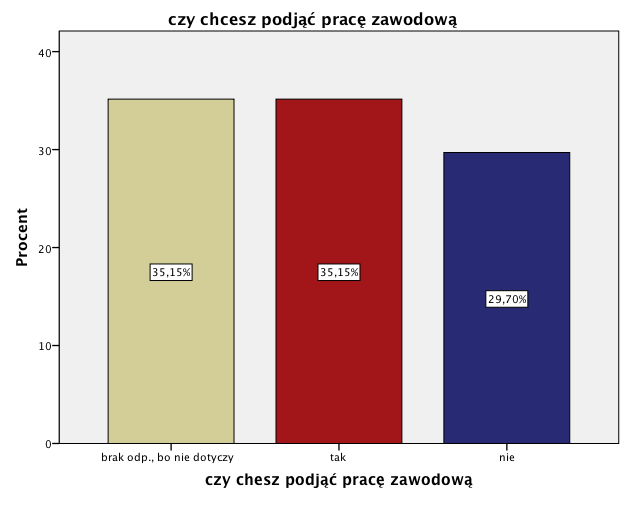 czy chcesz podjąć pracę zawodową
Procent
40
30
20
10
0
35,15%
35,15%
29,70%
brak odp., bo nie dotyczy
tak
nie
czy chesz podjąć pracę zawodową